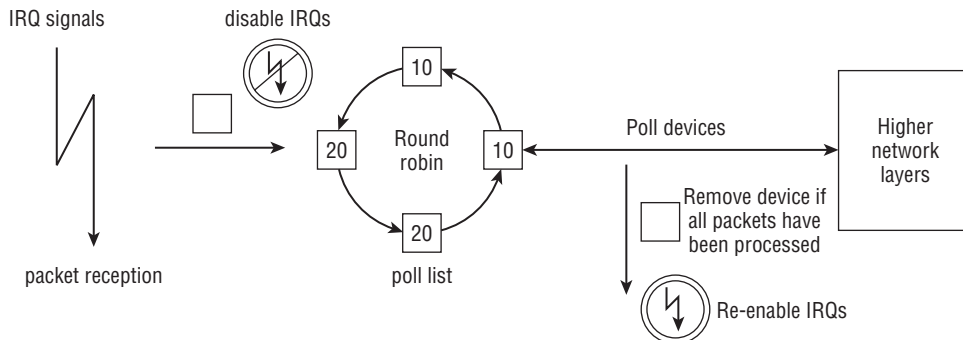 IRQ signals
disable IRQs
10
20
Round
robin
10
20
poll list
packet reception
Poll devices
Higher
network
layers
Remove device if
all packets have
been processed
Re-enable IRQs